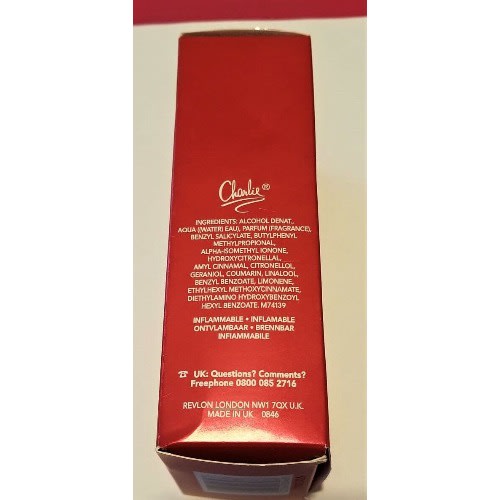 Charlie®
INGREDIENTS: ALCOHOL DENAT.,
AQUA ((WATER) EAU), PARFUM (FRAGRANCE),
BENZYL SALICYLATE, BUTYLPHENYL
METHYLPROPIONAL,
ALPHA-ISOMETHYL IONONE,
HYDROXYCITRONELLAL,
AMYL CINNAMAL, CITRONELLOL,
GERANIOL, COUMARIN, LINALOOL,
BENZYL BENZOATE, LIMONENE,
ETHYLHEXYL METHOXYCINNAMATE,
DIETHYLAMINO HYDROXYBENZOYL
HEXYL BENZOATE. M74139
INFLAMMABLE • INFLAMABLE
ONTVLAMBAAR • BRENNBAR
INFIAMMABILE
☎ UK: Questions? Comments?
Freephone 0800 085 2716
REVLON LONDON NW1 7QX U.K.
MADE IN UK 0846